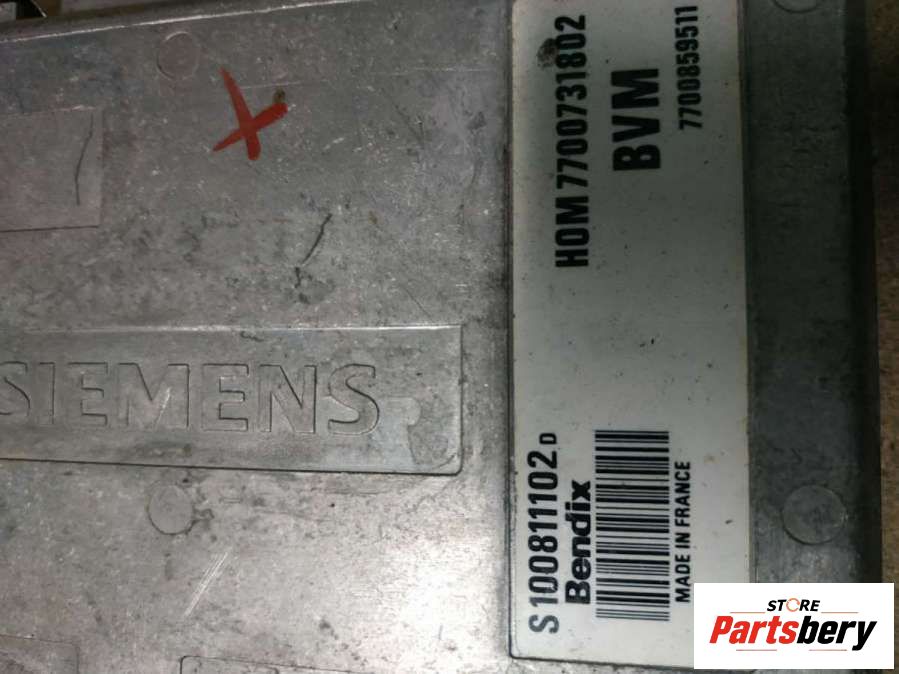 SIEMENS
HOM 7700731802
BVM
7700859511
S100811102 D
Bendix
MADE IN FRANCE
STORE
Partsbery